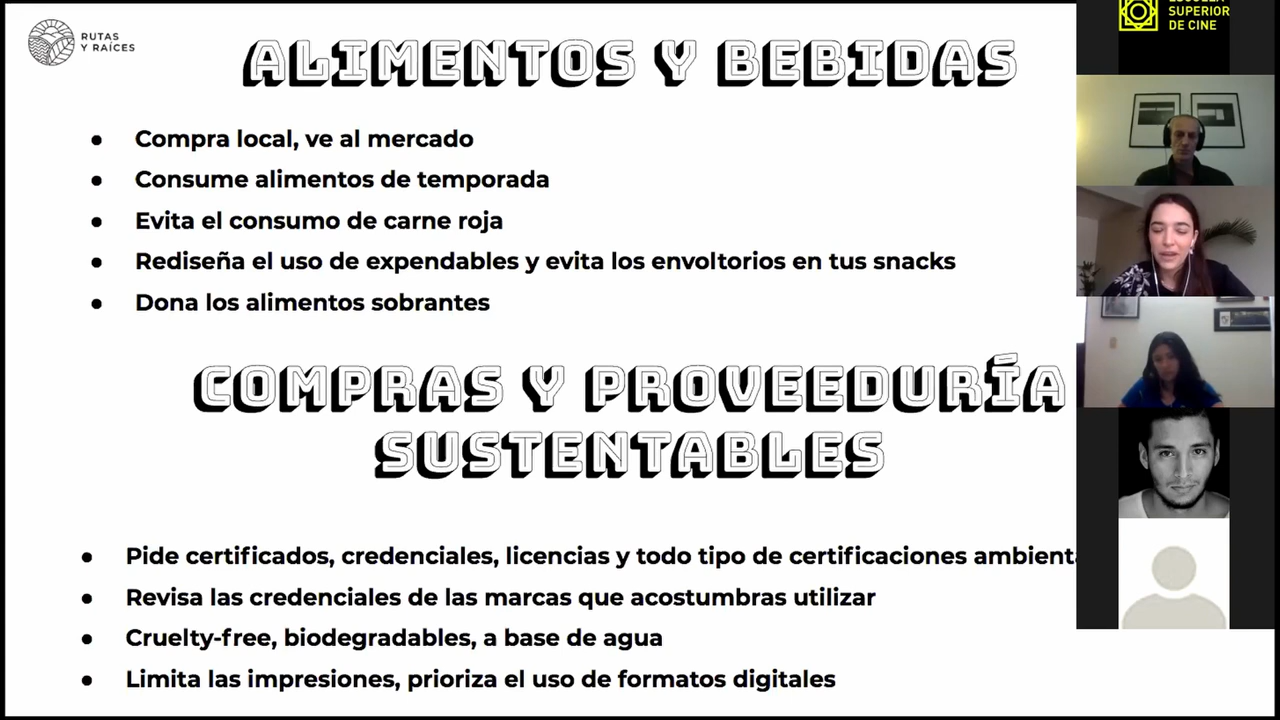 RUTAS
Y RAÍCES
SUPERIOR
DE CINE
ALIMENTOS Y BEBIDAS
• Compra local, ve al mercado
• Consume alimentos de temporada
• Evita el consumo de carne roja
• Rediseña el uso de expendables y evita los envoltorios en tus snacks
• Dona los alimentos sobrantes
COMPRAS Y PROVEEDURÍA
SUSTENTABLES
• Pide certificados, credenciales, licencias y todo tipo de certificaciones
• Revisa las credenciales de las marcas que acostumbras utilizar
• Cruelty-free, biodegradables, a base de agua
• Limita las impresiones, prioriza el uso de formatos digitales